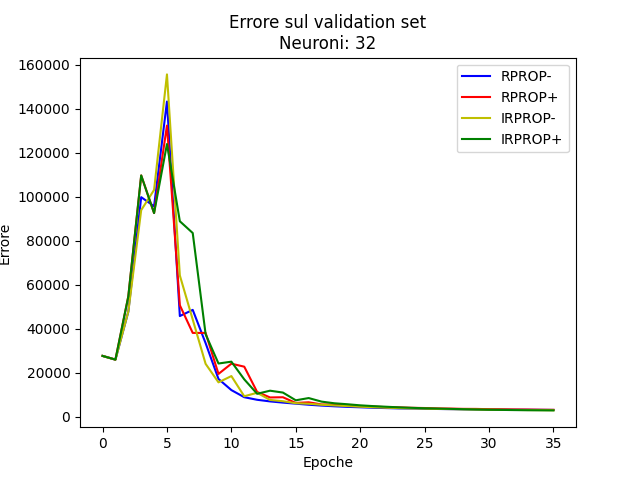 Errore sul validation set
Neuroni: 32
160000
140000
120000
100000
80000
60000
40000
20000
0
Errore
RPROP-
RPROP+
IRPROP-
IRPROP+
0 5 10 15 20 25 30 35
Epoche